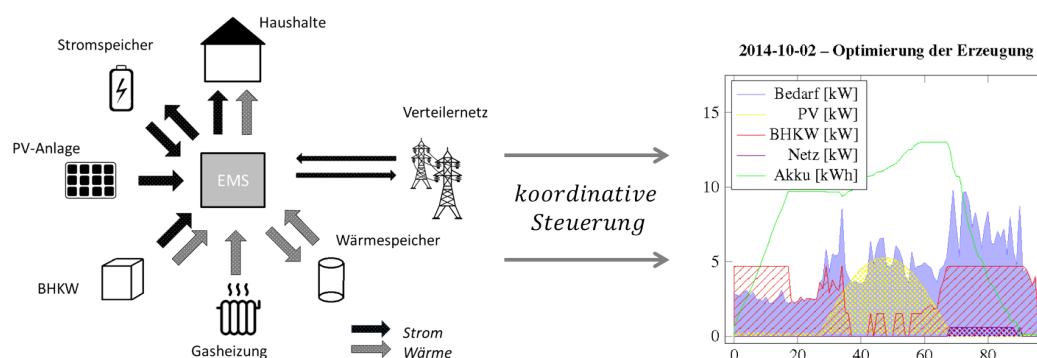 Haushalte
Stromspeicher
Verteilernetz
PV-Anlage
EMS
Wärmespeicher
BHKW
Gasheizung
Strom
Wärme
koordinative
Steuerung
2014-10-02 – Optimierung der Erzeugung
Bedarf [kW]
PV [kW]
BHKW [kW]
Netz [kW]
Akku [kWh]
15
10
5
0
0 20 40 60 80